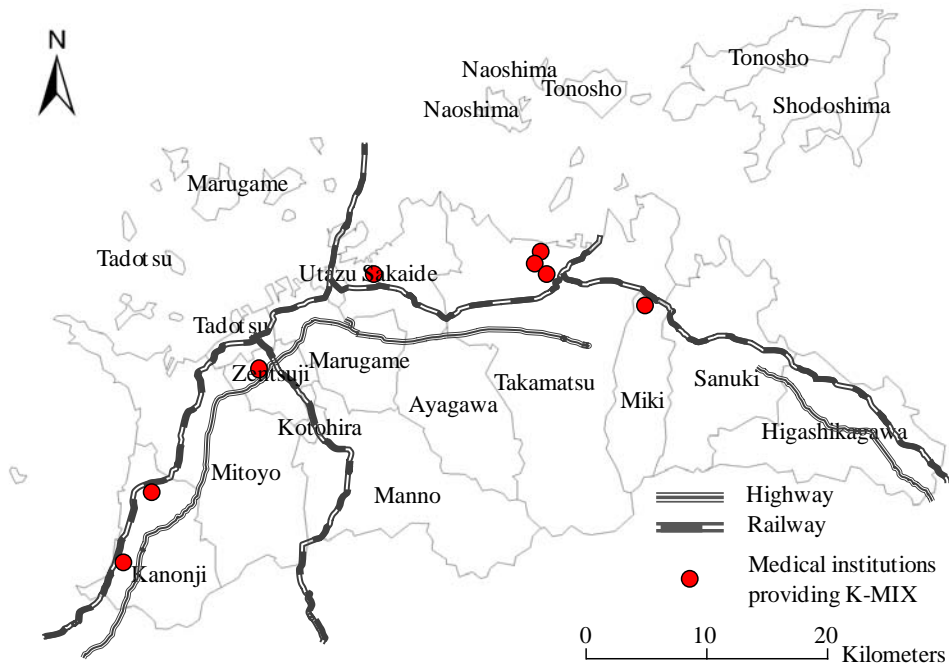 N
Tonosho
Naoshima
Tonosho
Naoshima
Shodoshima
Marugame
Tadotsu
Utazu Sakaide
Tadotsu
Marugame
Zentsuji
Takamatsu
Sanuki
Ayagawa
Miki
Kotohira
Higashikagawa
Mitoyo
Manno
Highway
Railway
Kanonji
Medical institutions
providing K-MIX
0 10 20
Kilometers